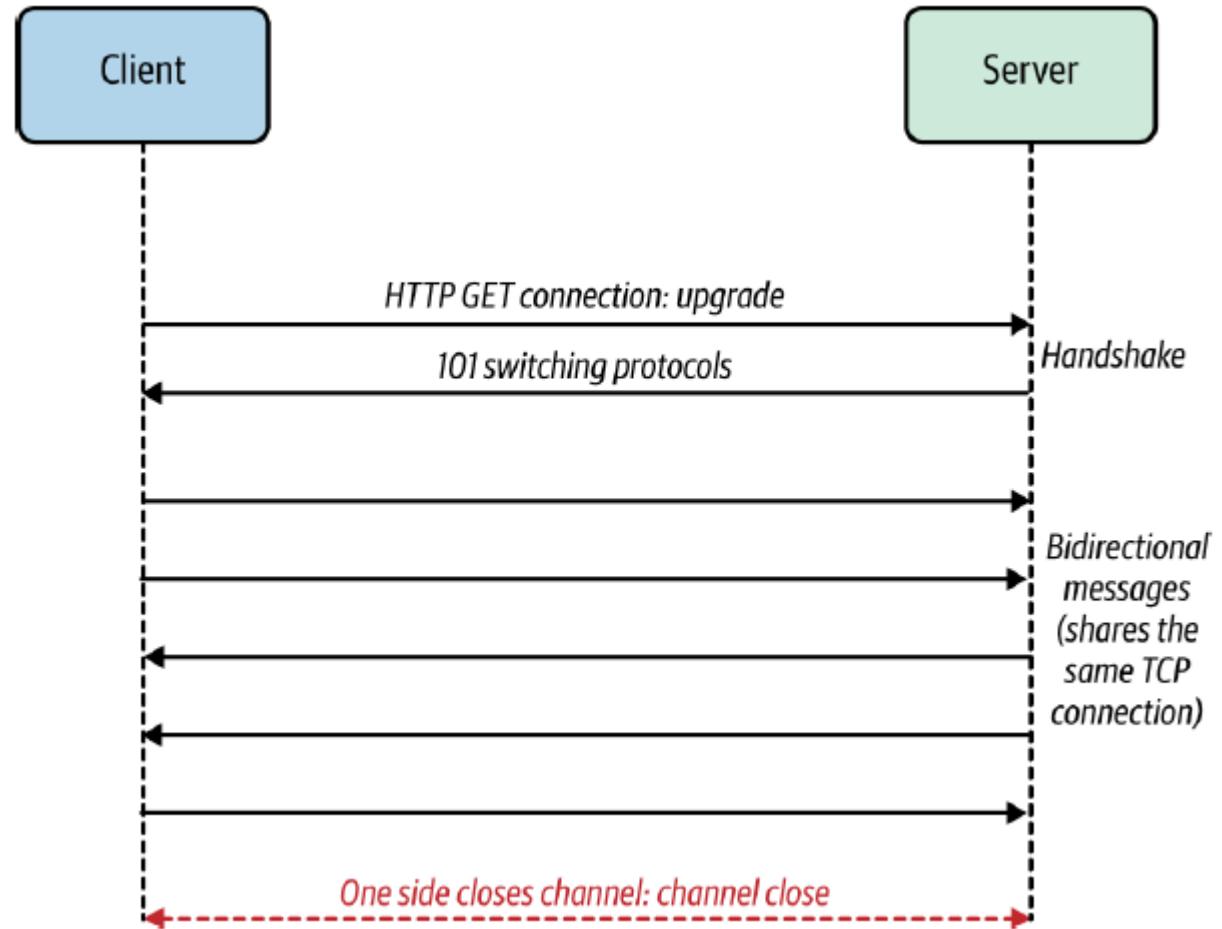 Client
Server
HTTP GET connection: upgrade
101 switching protocols
Handshake
Bidirectional
messages
(shares the
same TCP
connection)
One side closes channel: channel close